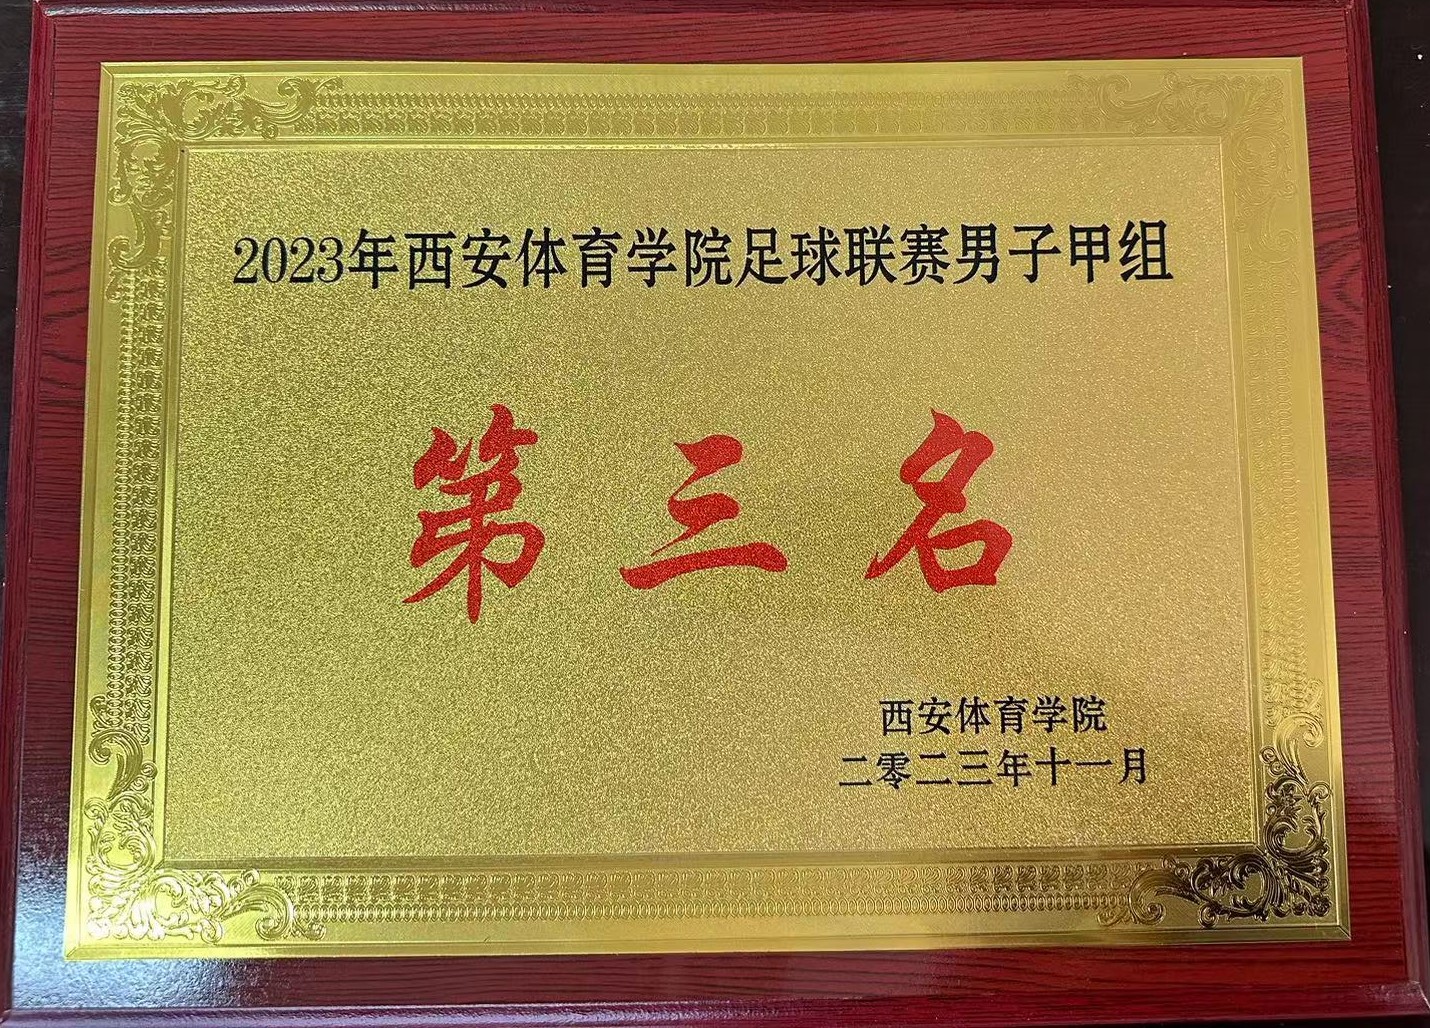 2023年西安体育学院足球联赛男子甲组
第三名
西安体育学院
二零二三年十一月